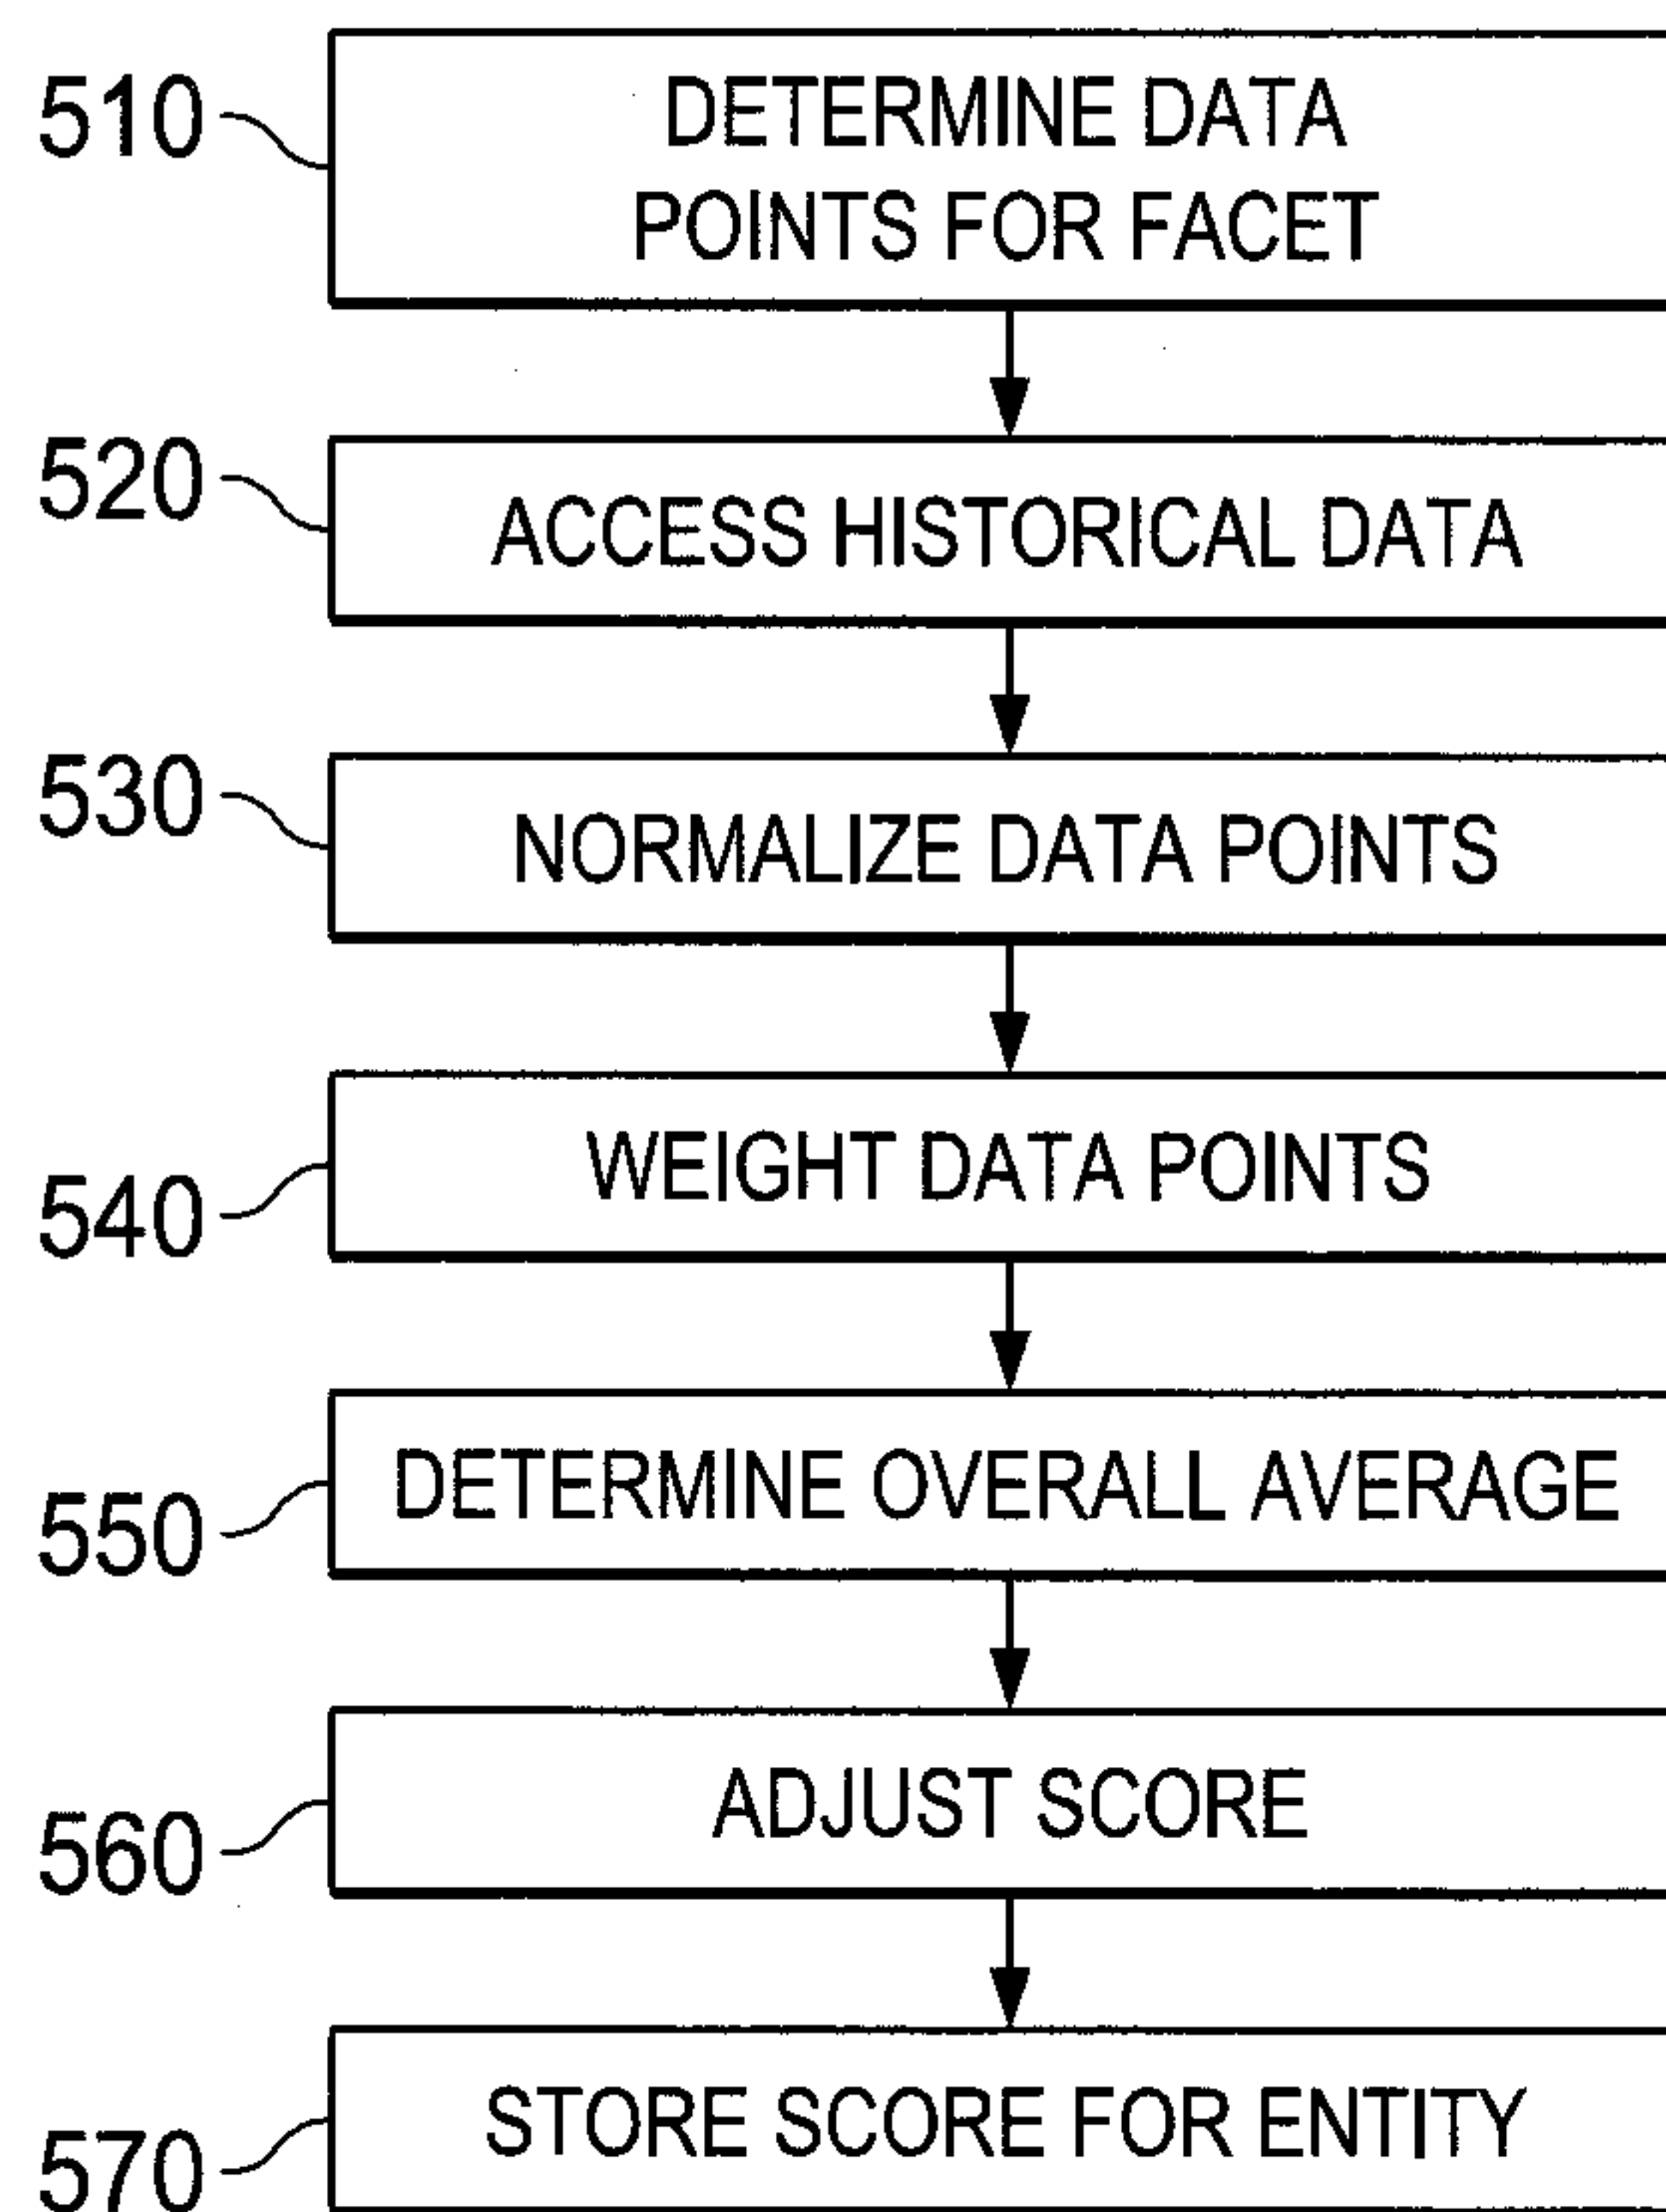 510
DETERMINE DATA
POINTS FOR FACET
520
ACCESS HISTORICAL DATA
530
NORMALIZE DATA POINTS
540
WEIGHT DATA POINTS
550
DETERMINE OVERALL AVERAGE
560
ADJUST SCORE
570
STORE SCORE FOR ENTITY